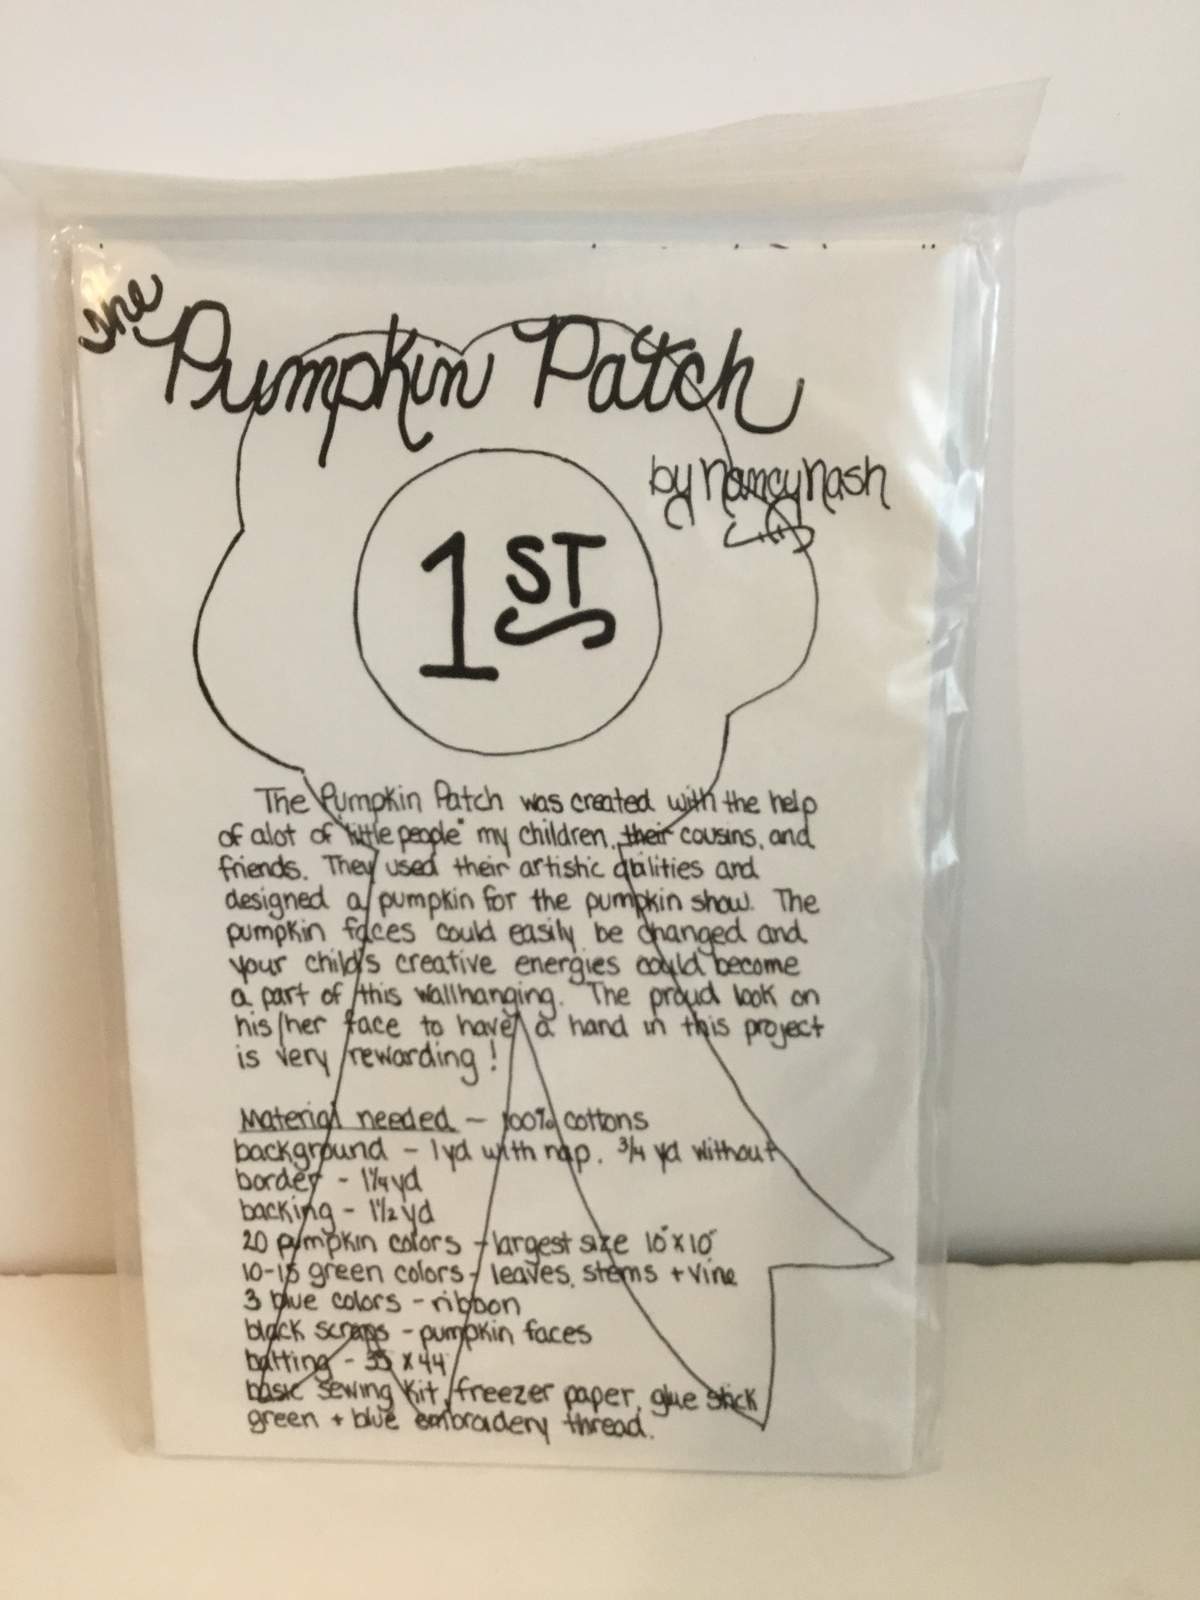 The
Pumpkin Patch
by Nancy Nash
1ST
The Pumpkin Patch was created with the help
of alot of "little people" my children, their cousins, and
friends. They used their artistic abilities and
designed a pumpkin for the pumpkin show. The
pumpkin faces could easily be changed and
your child's creative energies could become
a part of this wallhanging. The proud look on
his/her face to have a hand in this project
is very rewarding!
Material needed - 100% cottons
background - 1yd with nap. 3/4 yd without
border - 1 1/4 yd
backing - 1 1/2 yd
20 pumpkin colors - largest size 10" x 10"
10-15 green colors - leaves, stems + vine
3 blue colors - ribbon
black scraps - pumpkin faces
batting - 35 x 44"
basic sewing kit, freezer paper, glue stick
green + blue embroidery thread.